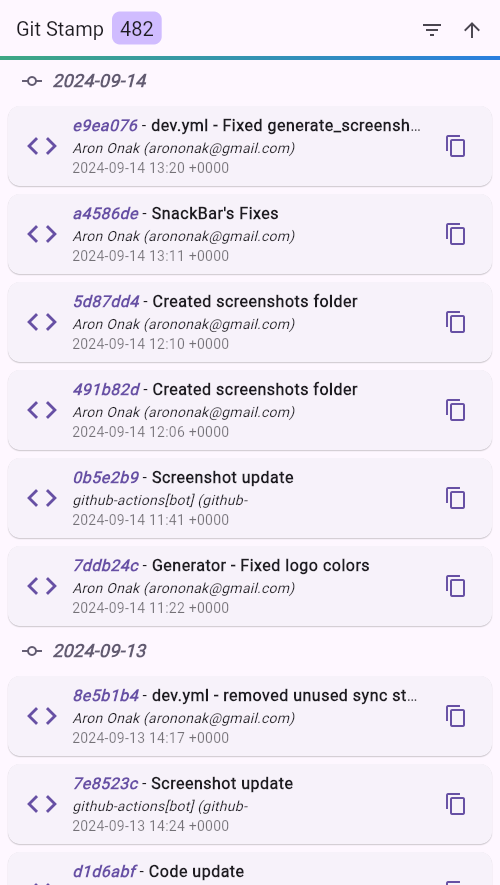 Git Stamp 482
2024-09-14
e9ea076 - dev.yml - Fixed generate_screensh...
Aron Onak (arononak@gmail.com)
2024-09-14 13:20 +0000
a4586de - SnackBar's Fixes
Aron Onak (arononak@gmail.com)
2024-09-14 13:11 +0000
5d87dd4 - Created screenshots folder
Aron Onak (arononak@gmail.com)
2024-09-14 12:10 +0000
491b82d - Created screenshots folder
Aron Onak (arononak@gmail.com)
2024-09-14 12:06 +0000
0b5e2b9 - Screenshot update
github-actions[bot] (github-
2024-09-14 11:41 +0000
7ddb24c - Generator - Fixed logo colors
Aron Onak (arononak@gmail.com)
2024-09-14 11:22 +0000
2024-09-13
8e5b1b4 - dev.yml - removed unused sync st...
Aron Onak (arononak@gmail.com)
2024-09-13 14:17 +0000
7e8523c - Screenshot update
github-actions[bot] (github-
2024-09-13 14:24 +0000
d1d6abf - Code update